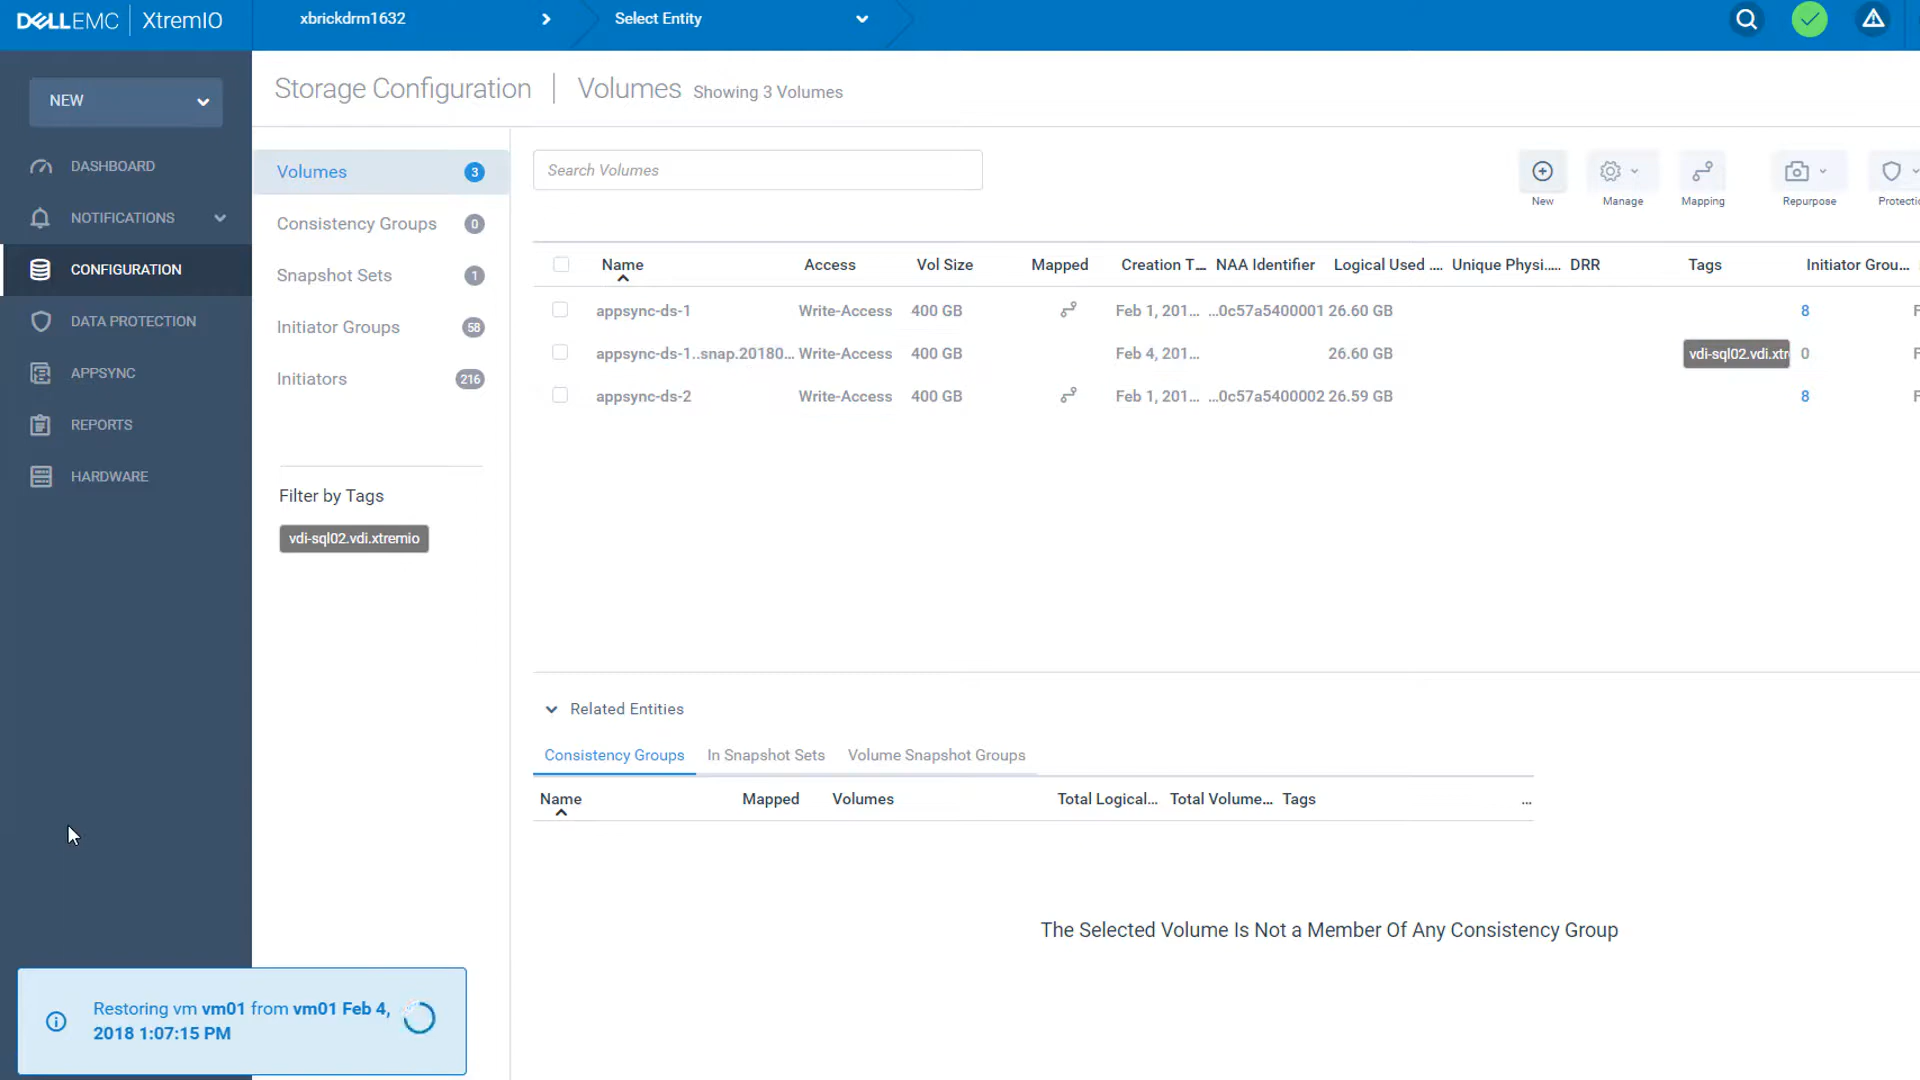 DELLEMC XtremIO xbrickdrm1632 Select Entity
NEW
DASHBOARD
NOTIFICATIONS
CONFIGURATION
DATA PROTECTION
APPSYNC
REPORTS
HARDWARE
Storage Configuration Volumes Showing 3 Volumes
Volumes 3
Consistency Groups 0
Snapshot Sets 1
Initiator Groups 58
Initiators 216
Filter by Tags
vdi-sql02.vdi.xtremio
Search Volumes
New Manage Mapping Repurpose Protectio
Name Access Vol Size Mapped Creation T... NAA Identifier Logical Used .... Unique Physi..... DRR Tags Initiator Grou...
appsync-ds-1 Write-Access 400 GB Feb 1, 201... ...0c57a5400001 26.60 GB 8 F
appsync-ds-1..snap.20180... Write-Access 400 GB Feb 4, 201... 26.60 GB vdi-sql02.vdi.xtre 0 F
appsync-ds-2 Write-Access 400 GB Feb 1, 201... ...0c57a5400002 26.59 GB 8 F
Related Entities
Consistency Groups In Snapshot Sets Volume Snapshot Groups
Name Mapped Volumes Total Logical... Total Volume... Tags ...
The Selected Volume Is Not a Member Of Any Consistency Group
Restoring vm vm01 from vm01 Feb 4,
2018 1:07:15 PM